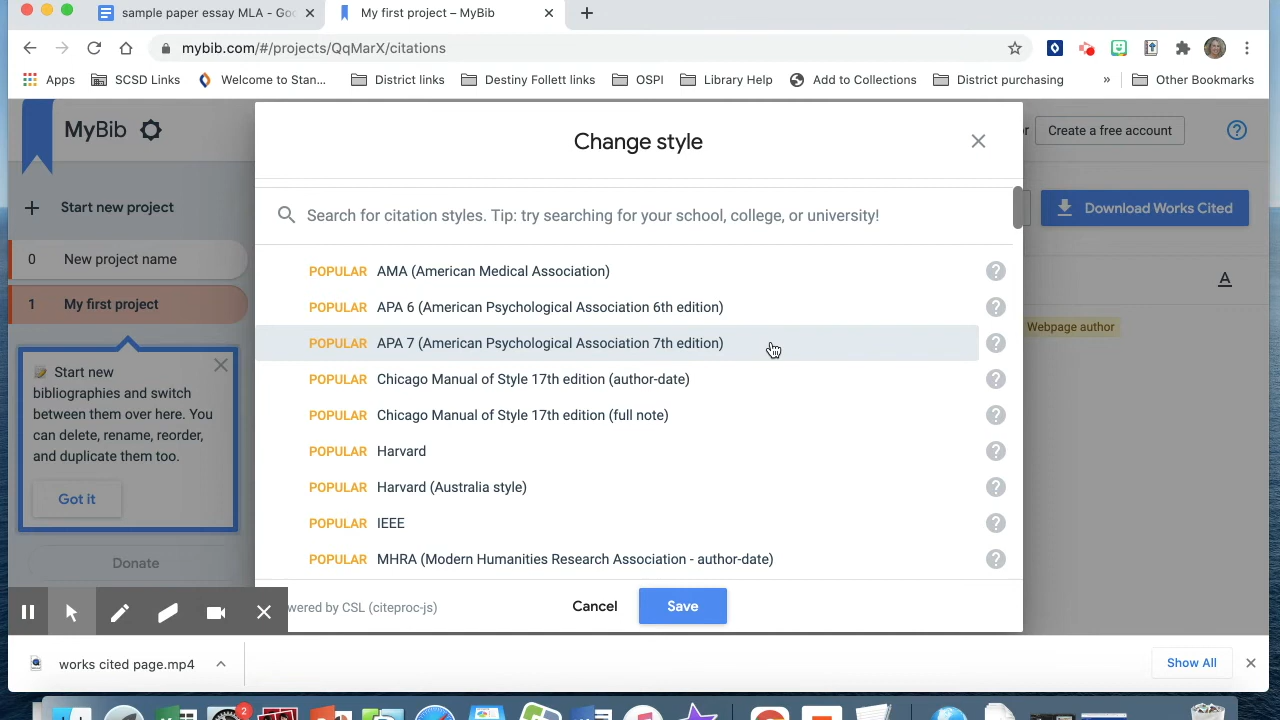 sample paper essay MLA - Goo
My first project – MyBib
mybib.com/#/projects/QqMarX/citations
Apps
SCSD Links
Welcome to Stan...
District links
Destiny Follett links
OSPI
Library Help
Add to Collections
District purchasing
»
Other Bookmarks
MyBib
Change style
or
Create a free account
Start new project
Search for citation styles. Tip: try searching for your school, college, or university!
Download Works Cited
0 New project name
POPULAR AMA (American Medical Association)
1 My first project
POPULAR APA 6 (American Psychological Association 6th edition)
Webpage author
POPULAR APA 7 (American Psychological Association 7th edition)
Start new
bibliographies and switch
between them over here. You
can delete, rename, reorder,
and duplicate them too.
Got it
POPULAR Chicago Manual of Style 17th edition (author-date)
POPULAR Chicago Manual of Style 17th edition (full note)
POPULAR Harvard
POPULAR Harvard (Australia style)
POPULAR IEEE
POPULAR MHRA (Modern Humanities Research Association - author-date)
Donate
wered by CSL (citeproc-js)
Cancel
Save
works cited page.mp4
Show All
2